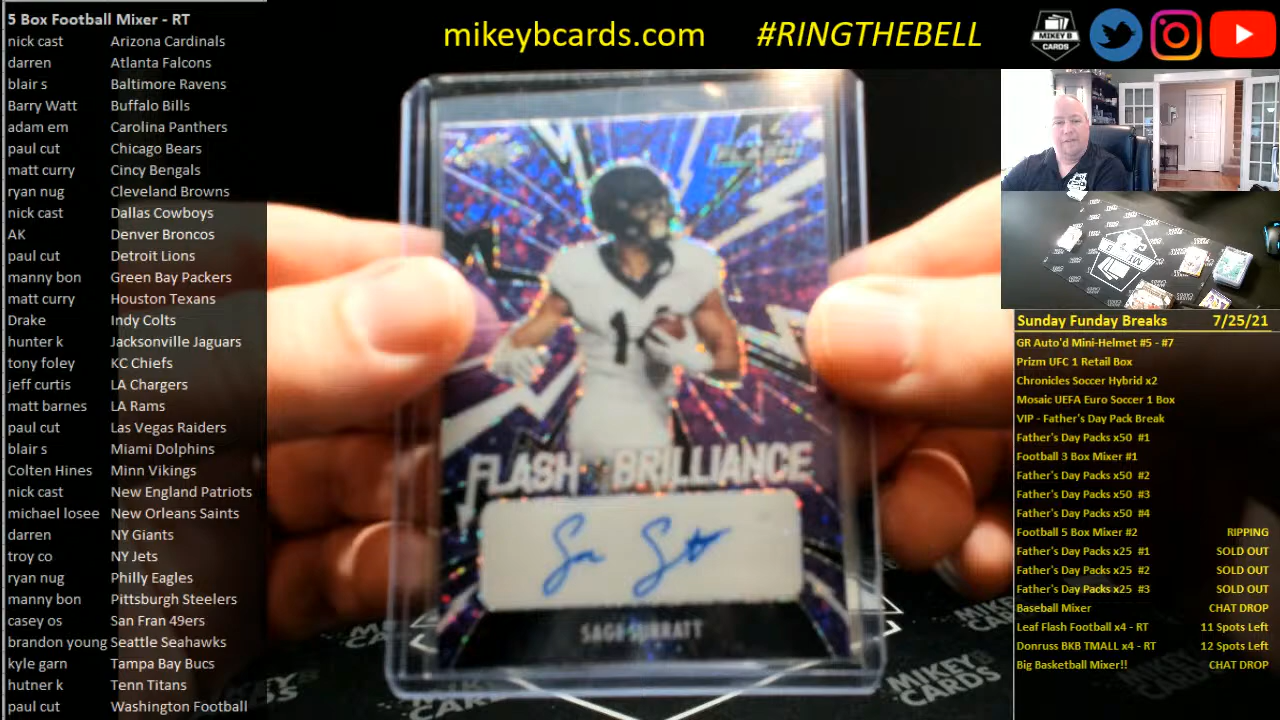 5 Box Football Mixer - RT
nick cast Arizona Cardinals
darren Atlanta Falcons
blair s Baltimore Ravens
Barry Watt Buffalo Bills
adam em Carolina Panthers
paul cut Chicago Bears
matt curry Cincy Bengals
ryan nug Cleveland Browns
nick cast Dallas Cowboys
AK Denver Broncos
paul cut Detroit Lions
manny bon Green Bay Packers
matt curry Houston Texans
Drake Indy Colts
hunter k Jacksonville Jaguars
tony foley KC Chiefs
jeff curtis LA Chargers
matt barnes LA Rams
paul cut Las Vegas Raiders
blair s Miami Dolphins
Colten Hines Minn Vikings
nick cast New England Patriots
michael losee New Orleans Saints
darren NY Giants
troy co NY Jets
ryan nug Philly Eagles
manny bon Pittsburgh Steelers
casey os San Fran 49ers
brandon young Seattle Seahawks
kyle garn Tampa Bay Bucs
hutner k Tenn Titans
paul cut Washington Football
mikeybcards.com #RINGTHEBELL
MIKEY B
CARDS
FLASH BRILLIANCE
SAGE SURRATT
MIKEY B
CARDS
Sunday Funday Breaks 7/25/21
GR Auto'd Mini-Helmet #5 - #7
Prizm UFC 1 Retail Box
Chronicles Soccer Hybrid x2
Mosaic UEFA Euro Soccer 1 Box
VIP - Father's Day Pack Break
Father's Day Packs x50 #1
Football 3 Box Mixer #1
Father's Day Packs x50 #2
Father's Day Packs x50 #3
Father's Day Packs x50 #4
Football 5 Box Mixer #2 RIPPING
Father's Day Packs x25 #1 SOLD OUT
Father's Day Packs x25 #2 SOLD OUT
Father's Day Packs x25 #3 SOLD OUT
Baseball Mixer CHAT DROP
Leaf Flash Football x4 - RT 11 Spots Left
Donruss BKB TMALL x4 - RT 12 Spots Left
Big Basketball Mixer!! CHAT DROP